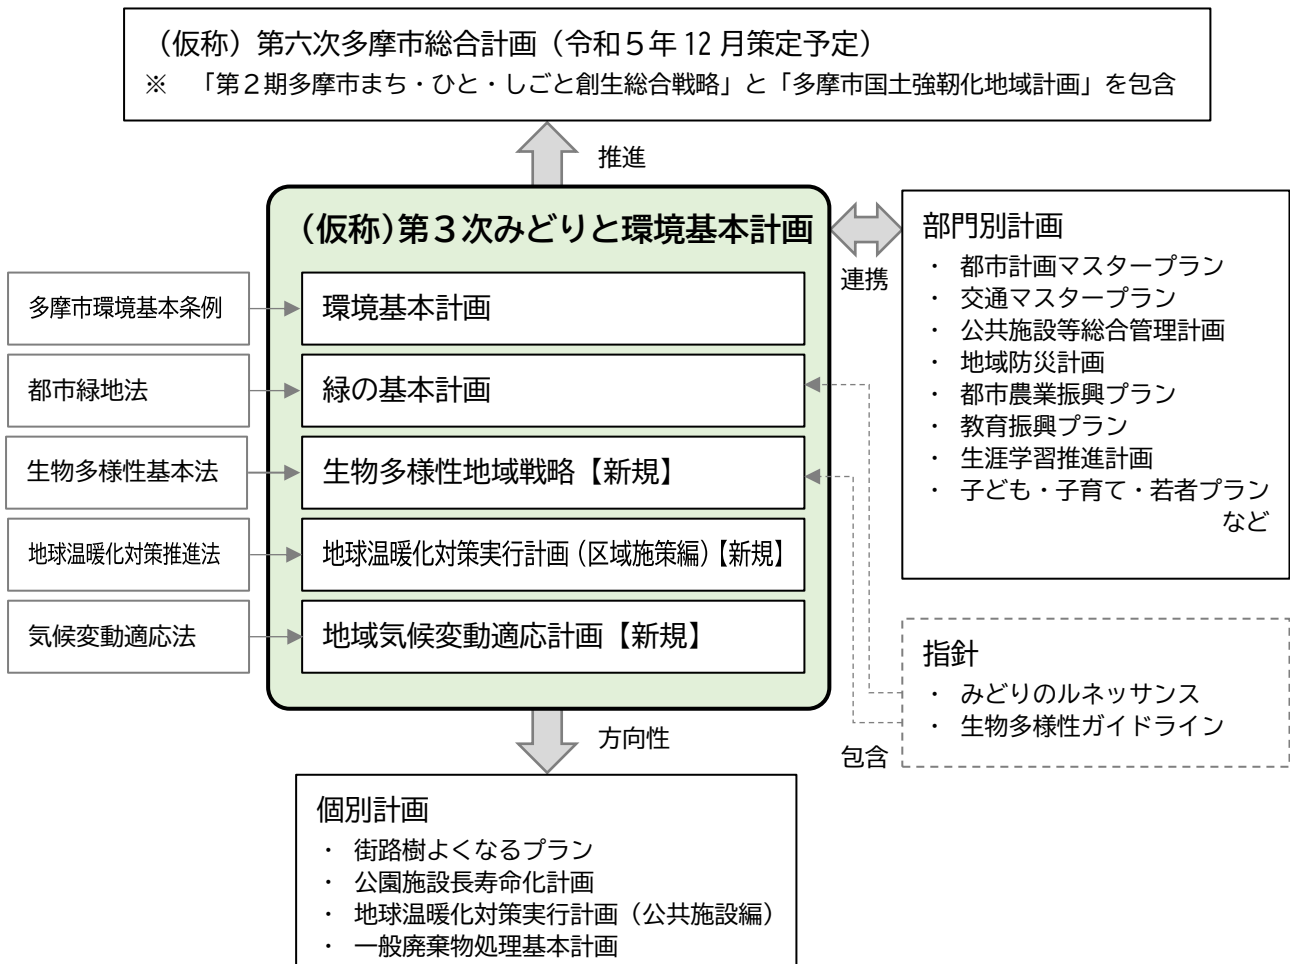 （仮称）第六次多摩市総合計画（令和５年 12 月策定予定）
※　「第２期多摩市まち・ひと・しごと創生総合戦略」と「多摩市国土強靭化地域計画」を包含
推進
（仮称）第３次みどりと環境基本計画
連携
部門別計画
・ 都市計画マスタープラン
・ 交通マスタープラン
・ 公共施設等総合管理計画
・ 地域防災計画
・ 都市農業振興プラン
・ 教育振興プラン
・ 生涯学習推進計画
・ 子ども・子育て・若者プラン
など
多摩市環境基本条例
環境基本計画
都市緑地法
緑の基本計画
生物多様性基本法
生物多様性地域戦略【新規】
地球温暖化対策推進法
地球温暖化対策実行計画（区域施策編）【新規】
気候変動適応法
地域気候変動適応計画【新規】
指針
・ みどりのルネッサンス
・ 生物多様性ガイドライン
包含
方向性
個別計画
・ 街路樹よくなるプラン
・ 公園施設長寿命化計画
・ 地球温暖化対策実行計画（公共施設編）
・ 一般廃棄物処理基本計画